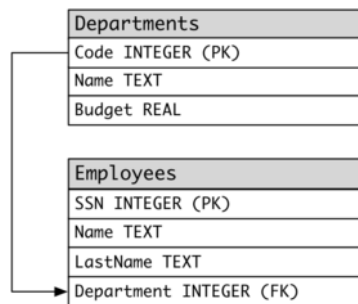 Departments
Code INTEGER (PK)
Name TEXT
Budget REAL
Employees
SSN INTEGER (PK)
Name TEXT
LastName TEXT
Department INTEGER (FK)